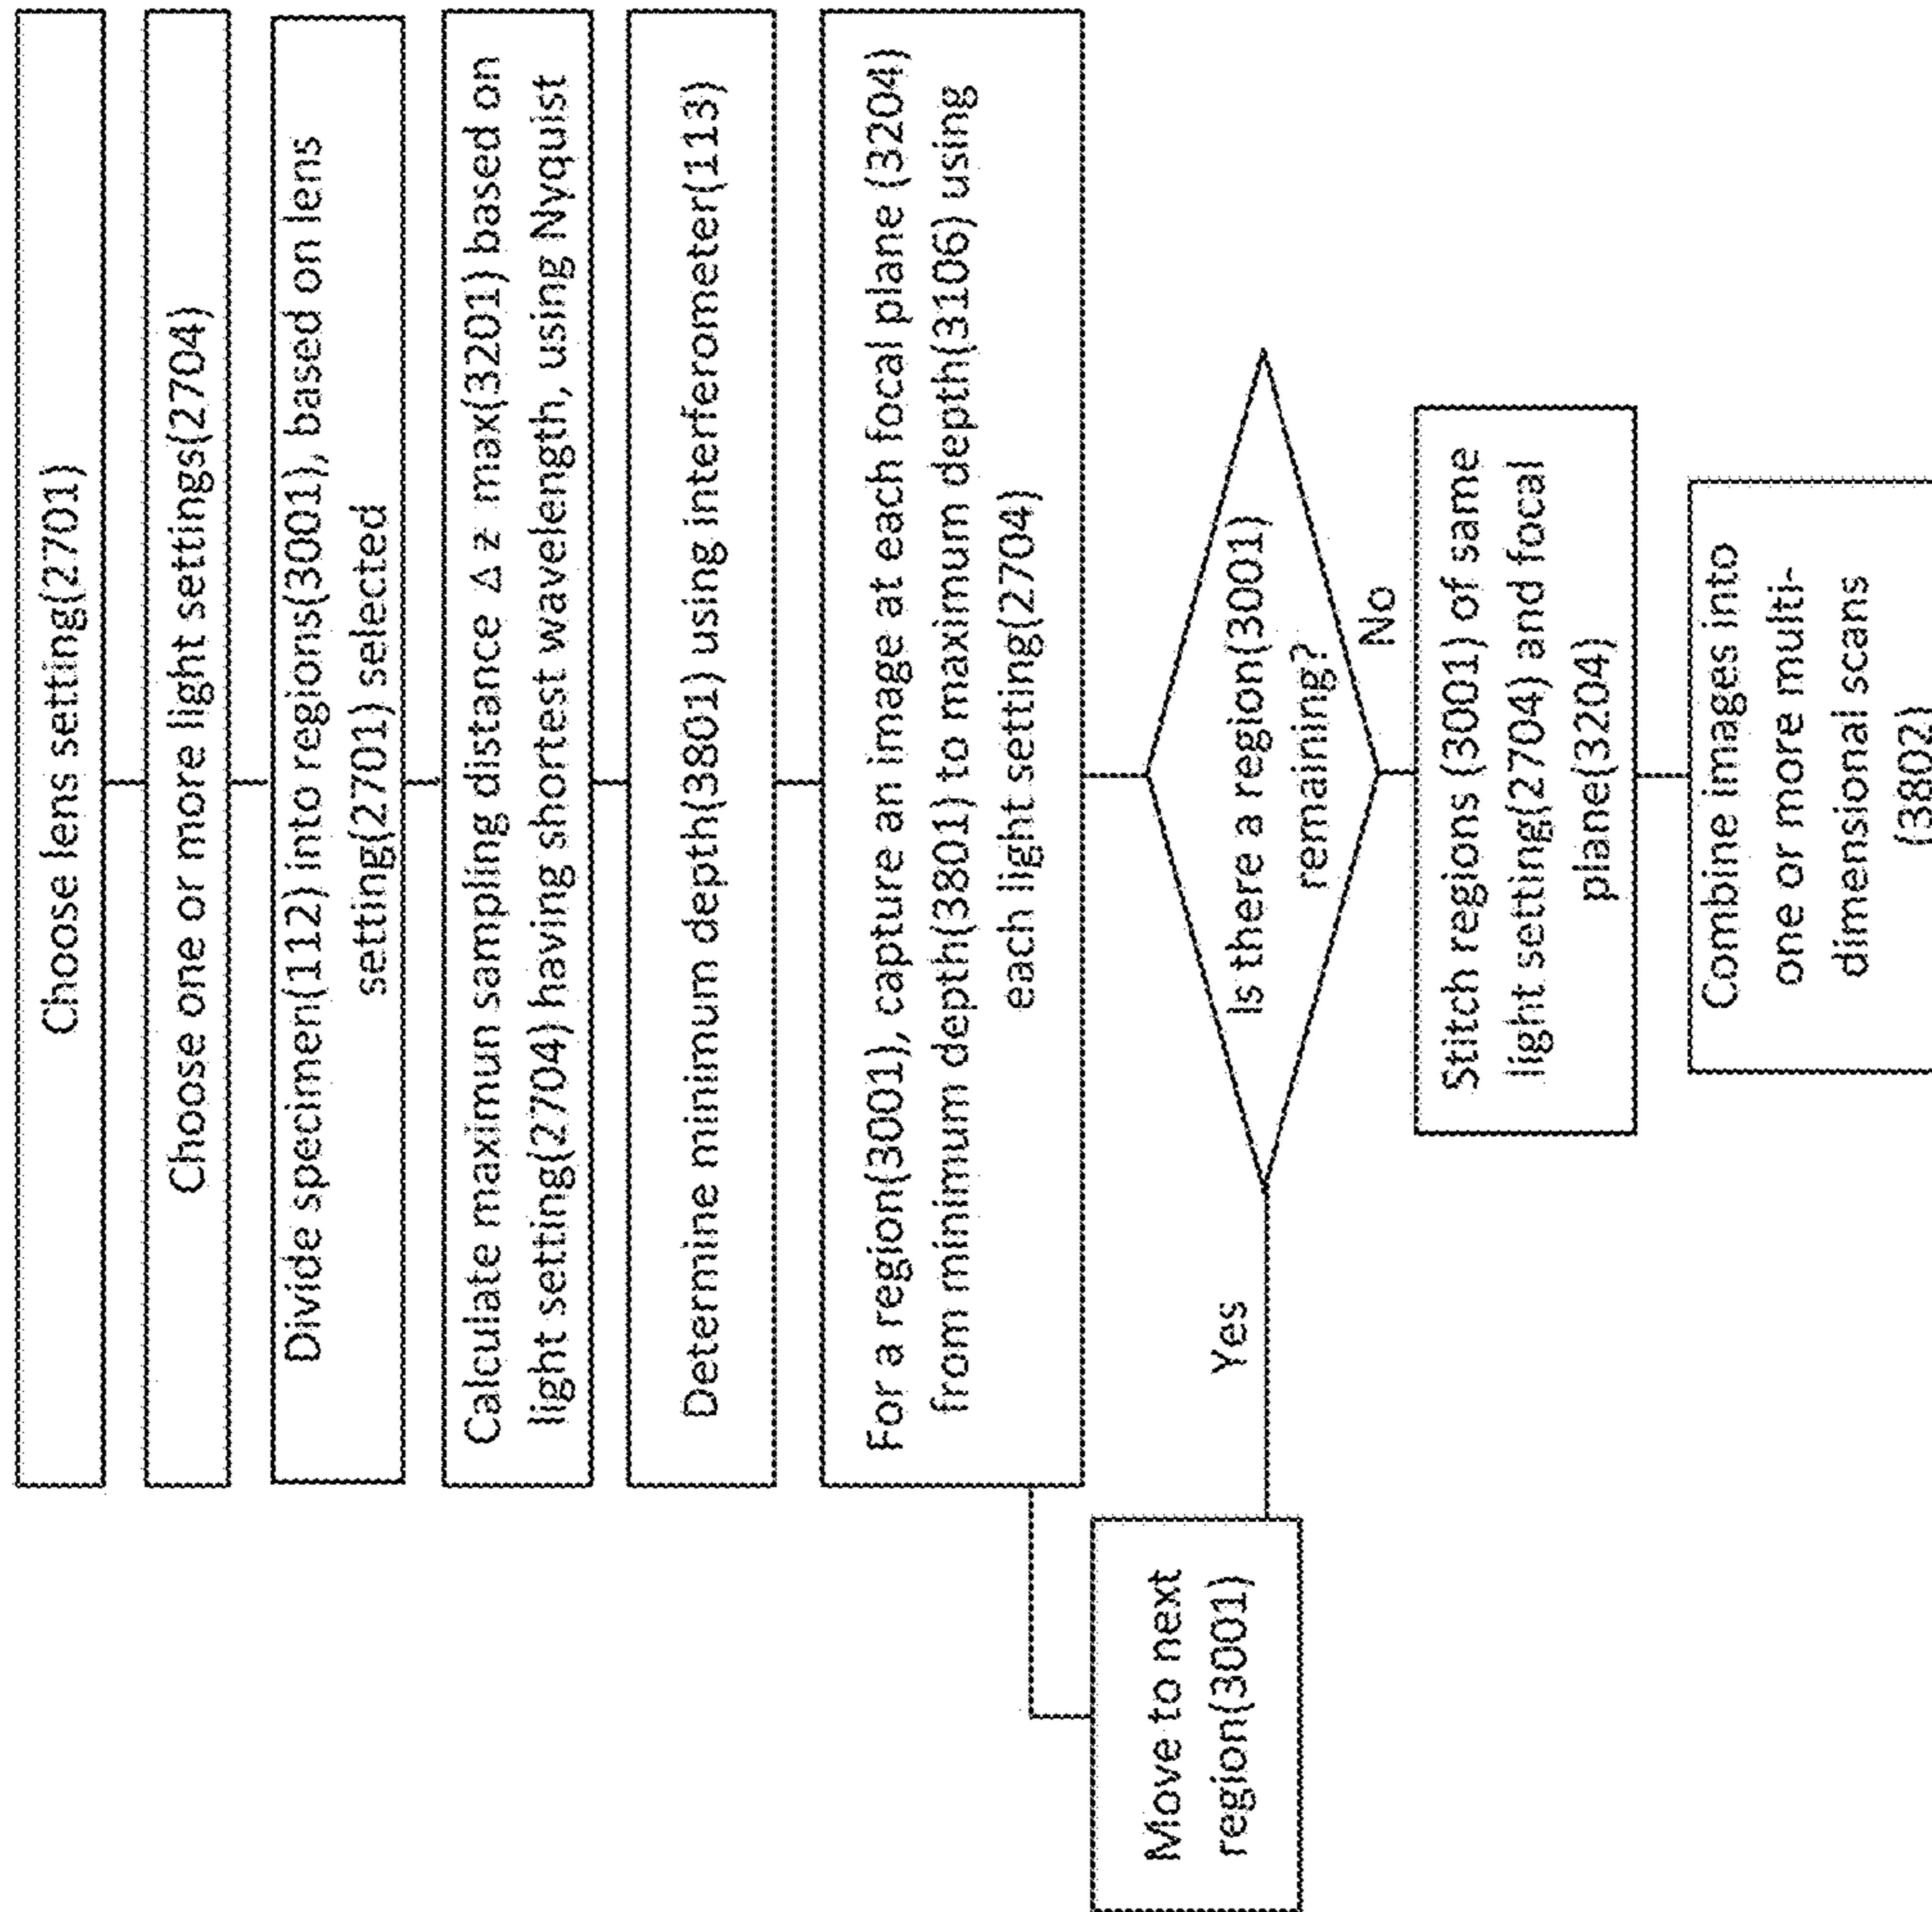 Choose lens setting(2701)
Choose one or more light settings(2704)
Divide specimen(112) into regions(3001), based on lens
setting(2701) selected
Calculate maximun sampling distance Δ z max(3201) based on
light setting(2704) having shortest wavelength, using Nyquist
Determine minimum depth(3801) using interferometer(113)
For a region(3001), capture an image at each focal plane (3204)
from minimum depth(3801) to maximum depth(3106) using
each light setting(2704)
Is there a region(3001)
remaining?
Yes
No
Move to next
region(3001)
Stitch regions (3001) of same
light setting(2704) and focal
plane(3204)
Combine images into
one or more multi-
dimensional scans
(3802)